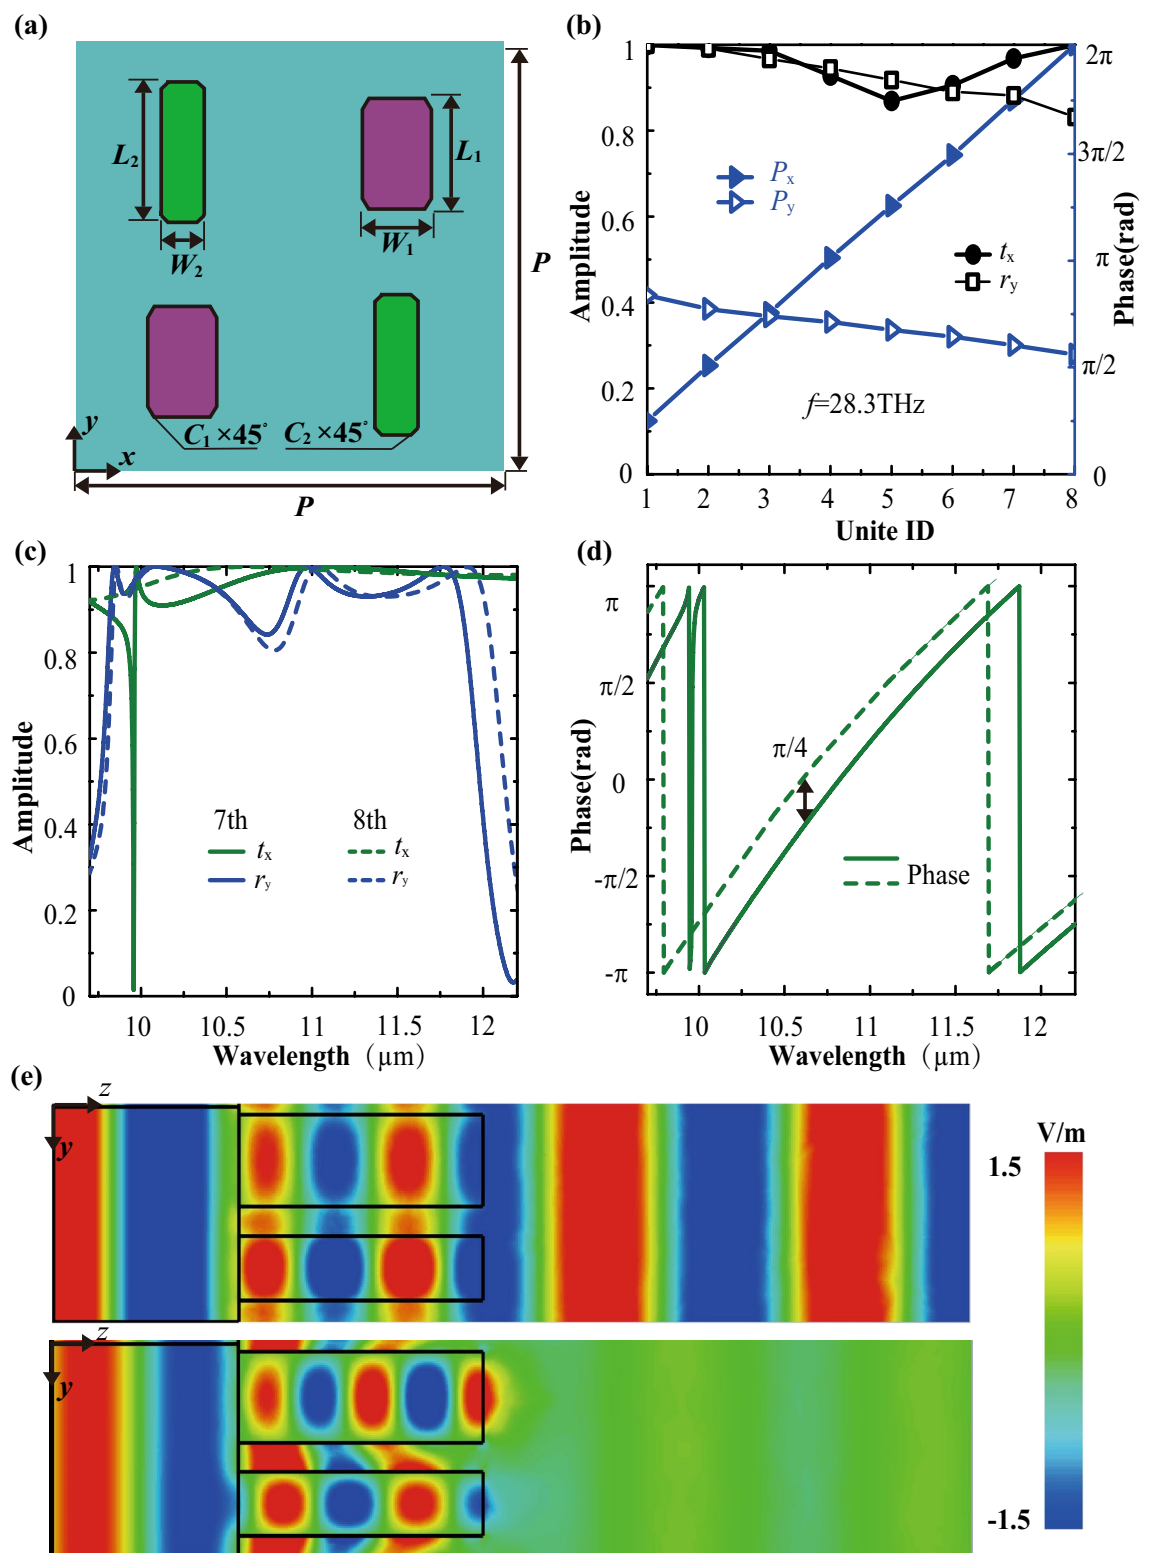 (a)
L2
L1
W2
W1
P
C1×45°
C2×45°
y
x
P
(b)
1
0.8
0.6
0.4
0.2
0
Amplitude
2π
3π/2
π
π/2
0
Phase(rad)
Px
Py
tx
ry
f=28.3THz
1 2 3 4 5 6 7 8
Unite ID
(c)
1
0.8
0.6
0.4
0.2
0
Amplitude
7th 8th
tx tx
ry ry
10 10.5 11 11.5 12
Wavelength (μm)
(d)
π
π/2
0
-π/2
-π
Phase(rad)
π/4
Phase
10 10.5 11 11.5 12
Wavelength (μm)
(e)
z
y
z
y
V/m
1.5
-1.5